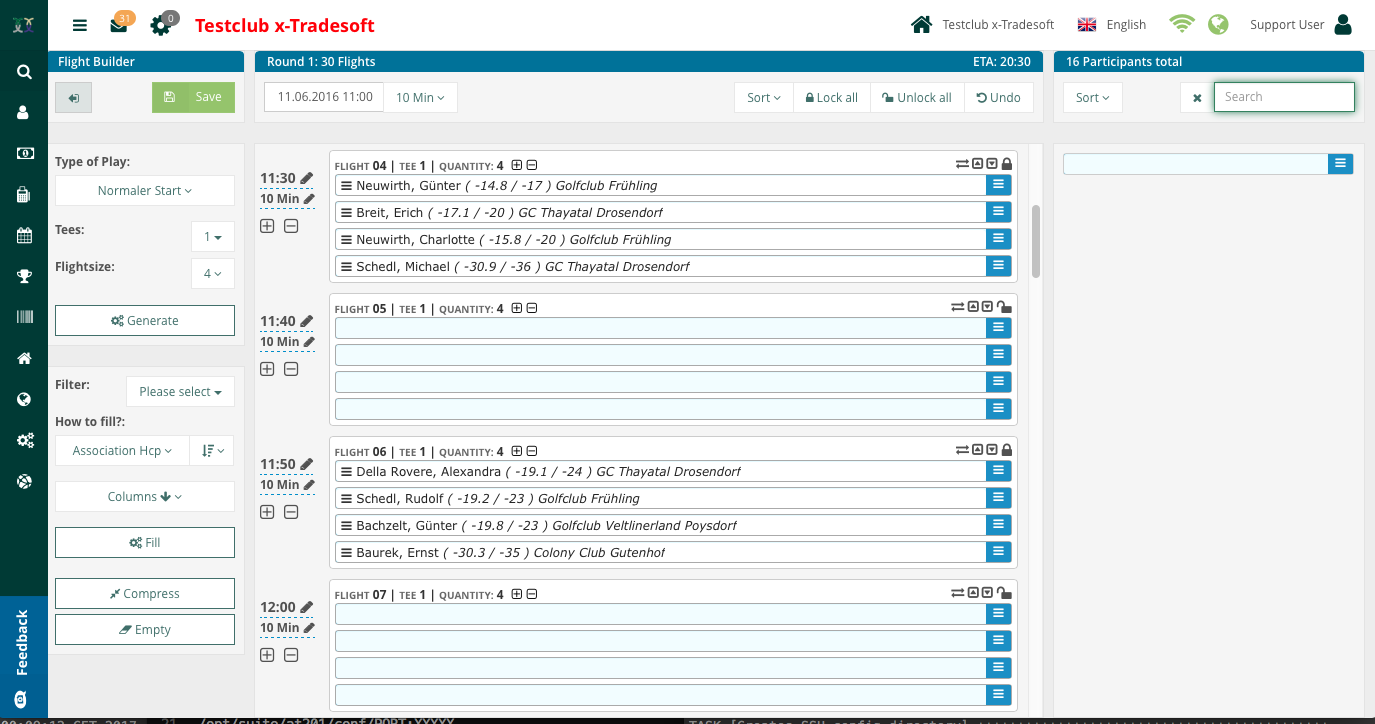 31
0
Testclub x-Tradesoft
Testclub x-Tradesoft
English
Support User
Flight Builder
Save
Type of Play:
Normaler Start
Tees:
1
Flightsize:
4
Generate
Filter:
Please select
How to fill?:
Association Hcp
Columns
Fill
Compress
Empty
Feedback
Round 1: 30 Flights ETA: 20:30
11.06.2016 11:00 10 Min Sort Lock all Unlock all Undo
11:30
10 Min
FLIGHT 04 | TEE 1 | QUANTITY: 4
Neuwirth, Günter ( -14.8 / -17 ) Golfclub Frühling
Breit, Erich ( -17.1 / -20 ) GC Thayatal Drosendorf
Neuwirth, Charlotte ( -15.8 / -20 ) Golfclub Frühling
Schedl, Michael ( -30.9 / -36 ) GC Thayatal Drosendorf
11:40
10 Min
FLIGHT 05 | TEE 1 | QUANTITY: 4
11:50
10 Min
FLIGHT 06 | TEE 1 | QUANTITY: 4
Della Rovere, Alexandra ( -19.1 / -24 ) GC Thayatal Drosendorf
Schedl, Rudolf ( -19.2 / -23 ) Golfclub Frühling
Bachzelt, Günter ( -19.8 / -23 ) Golfclub Veltlinerland Poysdorf
Baurek, Ernst ( -30.3 / -35 ) Colony Club Gutenhof
12:00
10 Min
FLIGHT 07 | TEE 1 | QUANTITY: 4
16 Participants total
Sort
Search